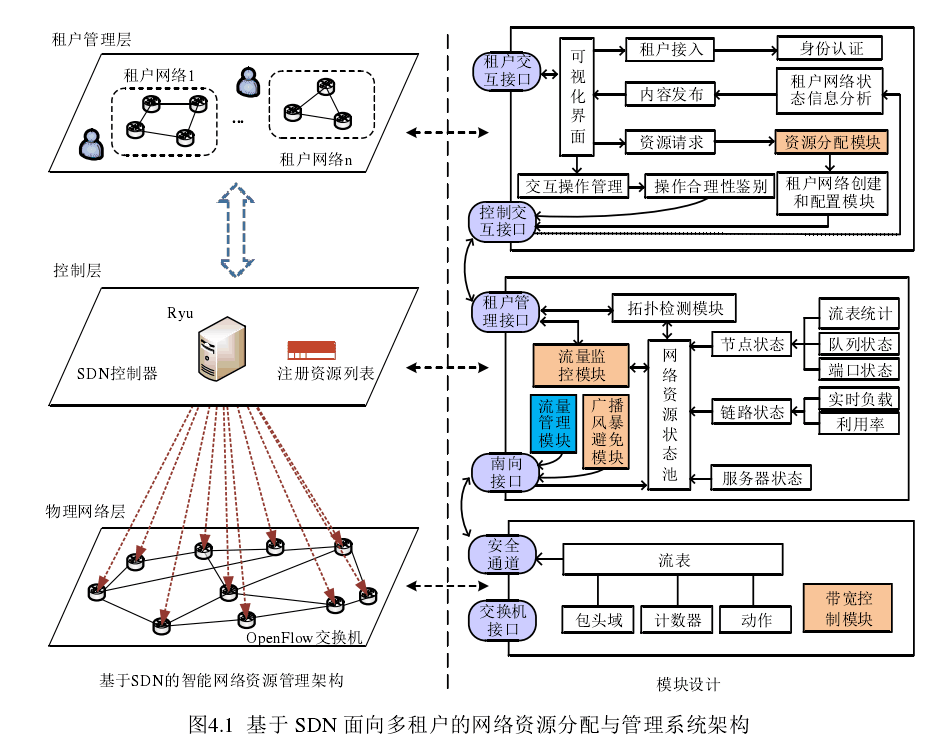 租户管理层
租户网络1
...
租户网络n
控制层
Ryu
SDN控制器
注册资源列表
物理网络层
OpenFlow交换机
基于SDN的智能网络资源管理架构
租户交
互接口
可
视
化
界
面
租户接入
身份认证
内容发布
租户网络状
态信息分析
资源请求
资源分配模块
交互操作管理
操作合理性鉴别
租户网络创建
和配置模块
控制交
互接口
租户管
理接口
拓扑检测模块
流量监
控模块
网
络
资
源
状
态
池
节点状态
流表统计
队列状态
端口状态
流量
管理
模块
广播
风暴
避免
模块
链路状态
实时负载
利用率
南向
接口
服务器状态
安全
通道
流表
交换机
接口
包头域
计数器
动作
带宽控
制模块
模块设计
图4.1 基于 SDN 面向多租户的网络资源分配与管理系统架构